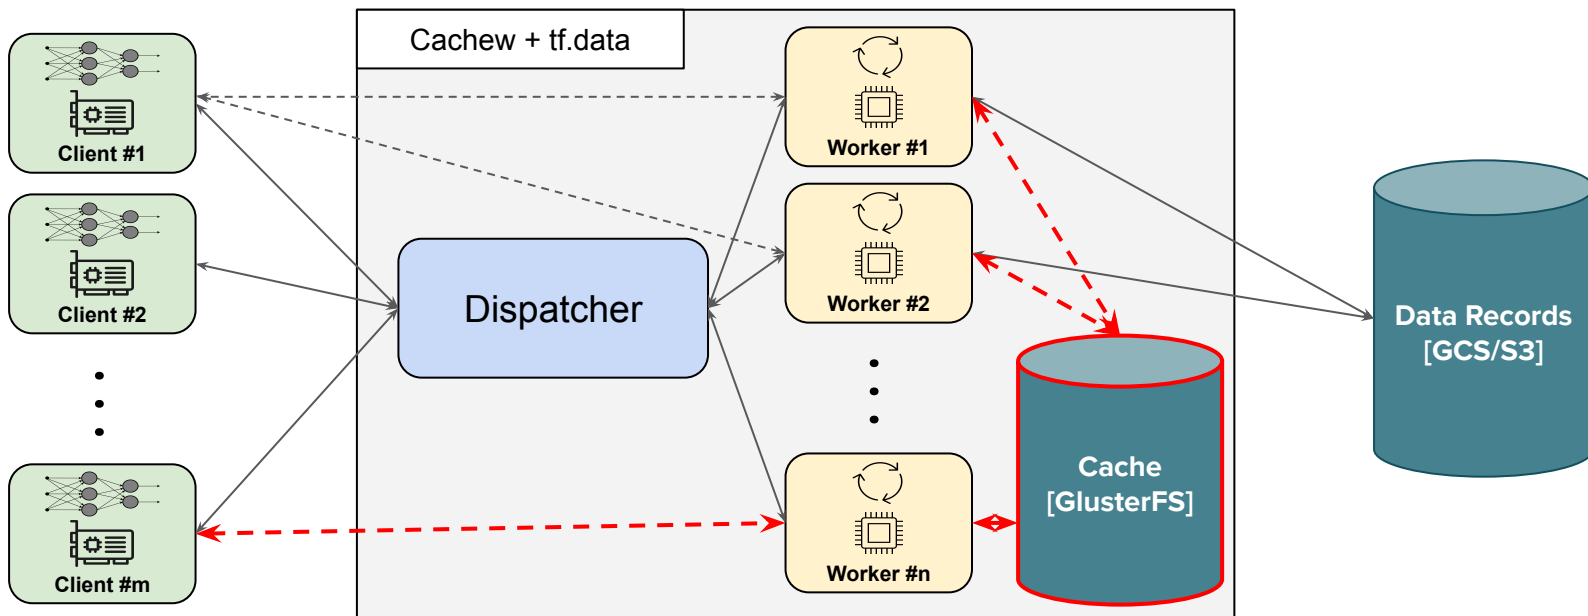 Cachew + tf.data
Client #1
Client #2
Client #m
Dispatcher
Worker #1
Worker #2
Worker #n
Cache
[GlusterFS]
Data Records
[GCS/S3]